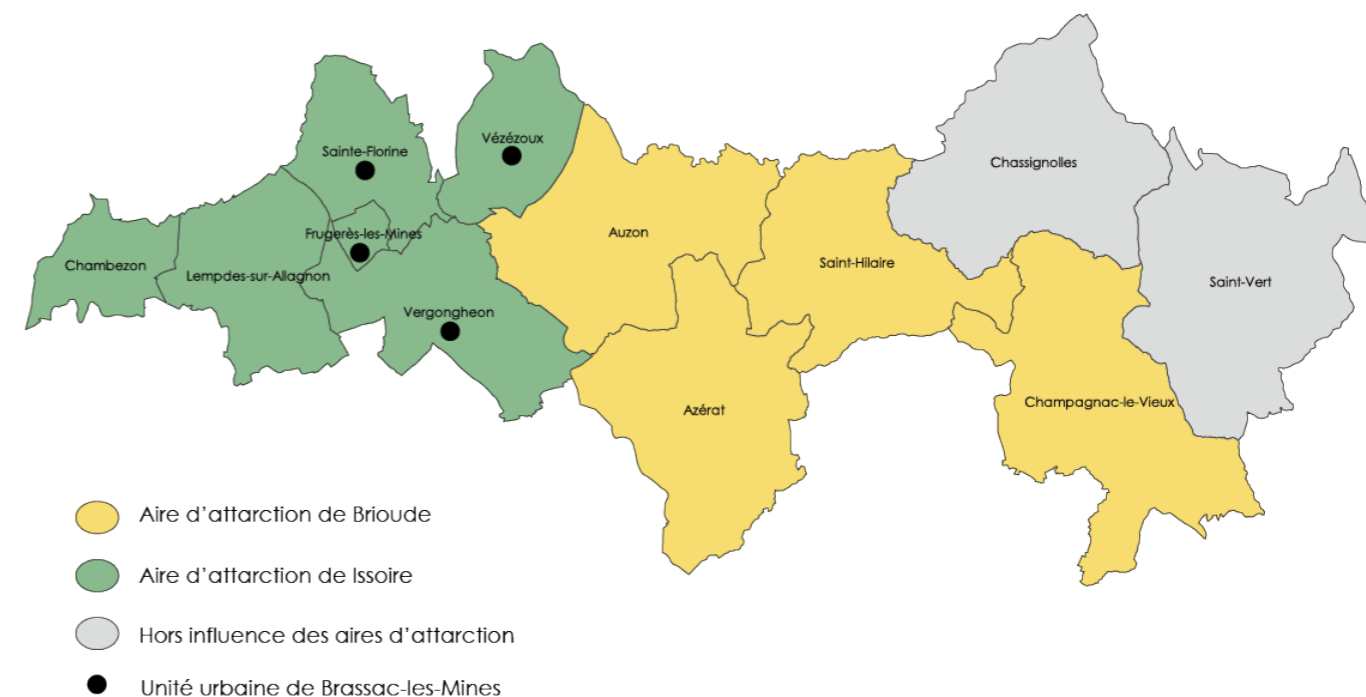 Vézézoux
Sainte-Florine
Chassignolles
Auzon
Frugerès-les-Mines
Saint-Hilaire
Chambezon
Lempdes-sur-Allagnon
Saint-Vert
Vergongheon
Champagnac-le-Vieux
Azérat
Aire d'attarction de Brioude
Aire d'attarction de Issoire
Hors influence des aires d'attarction
Unité urbaine de Brassac-les-Mines